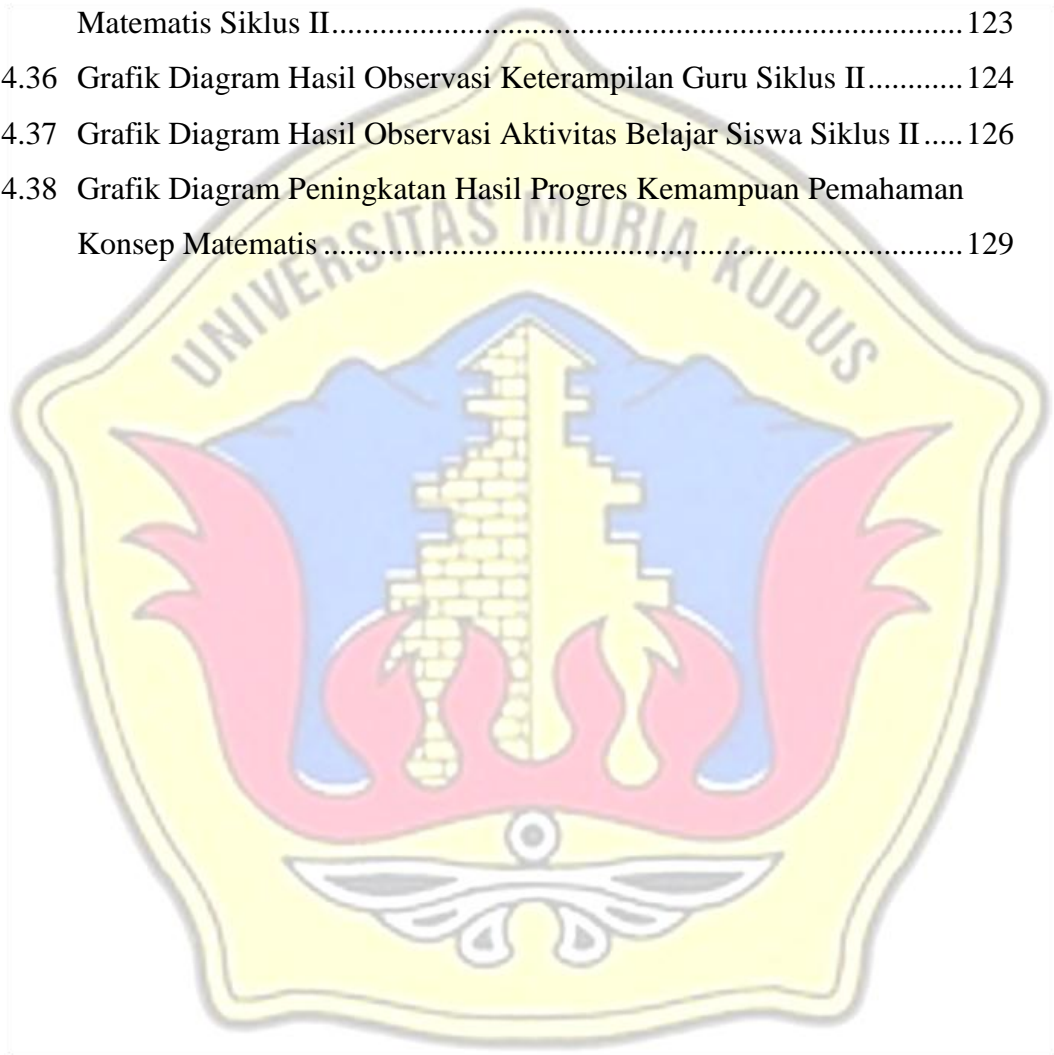 Matematis Siklus II........................................................................... 123
4.36 Grafik Diagram Hasil Observasi Keterampilan Guru Siklus II............ 124
4.37 Grafik Diagram Hasil Observasi Aktivitas Belajar Siswa Siklus II..... 126
4.38 Grafik Diagram Peningkatan Hasil Progres Kemampuan Pemahaman
Konsep Matematis............................................................................... 129
UNIVERSITAS MURIA KUDUS